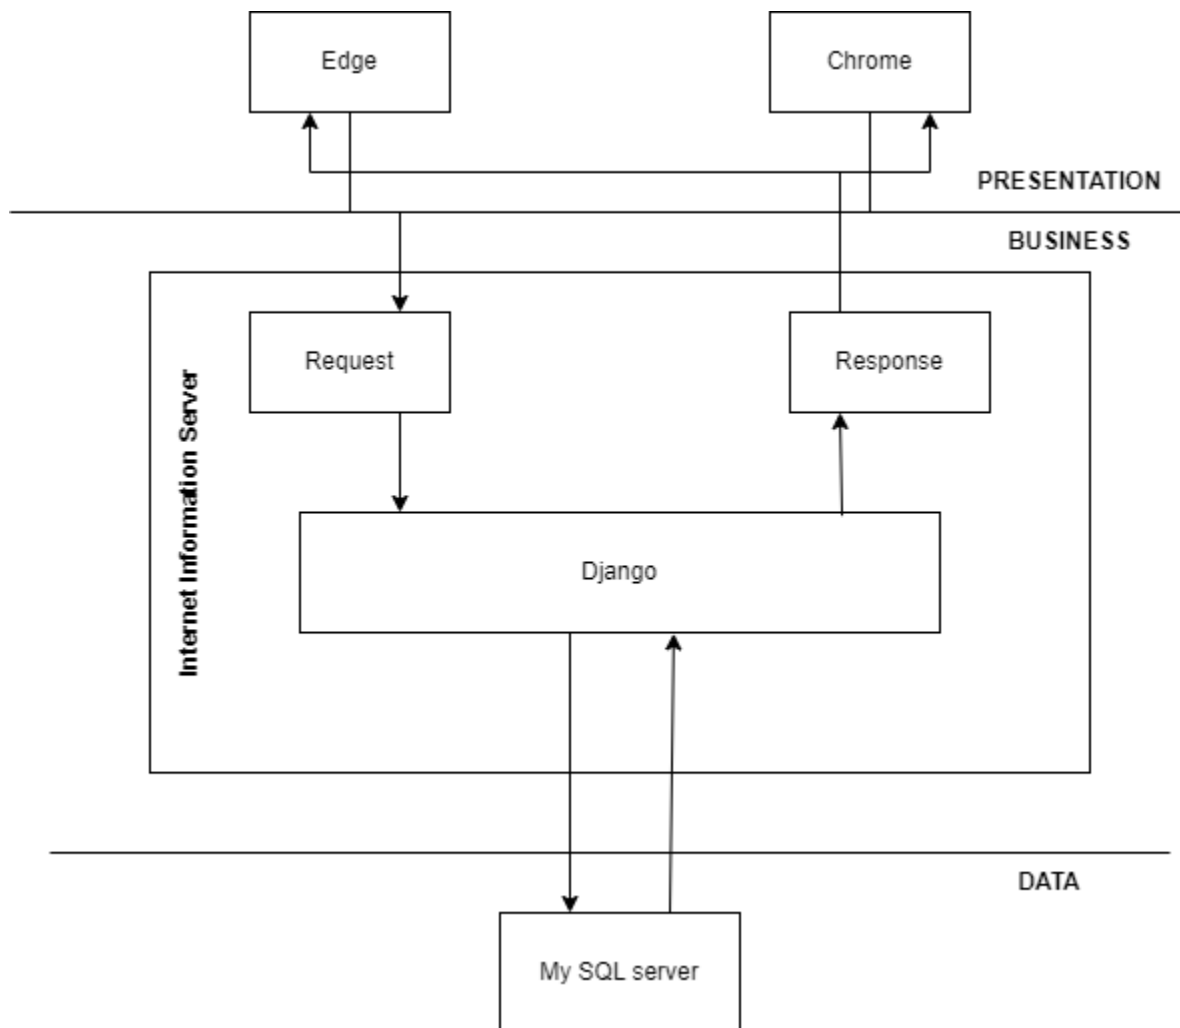 Edge
Chrome
PRESENTATION
BUSINESS
Request
Response
Internet Information Server
Django
DATA
My SQL server